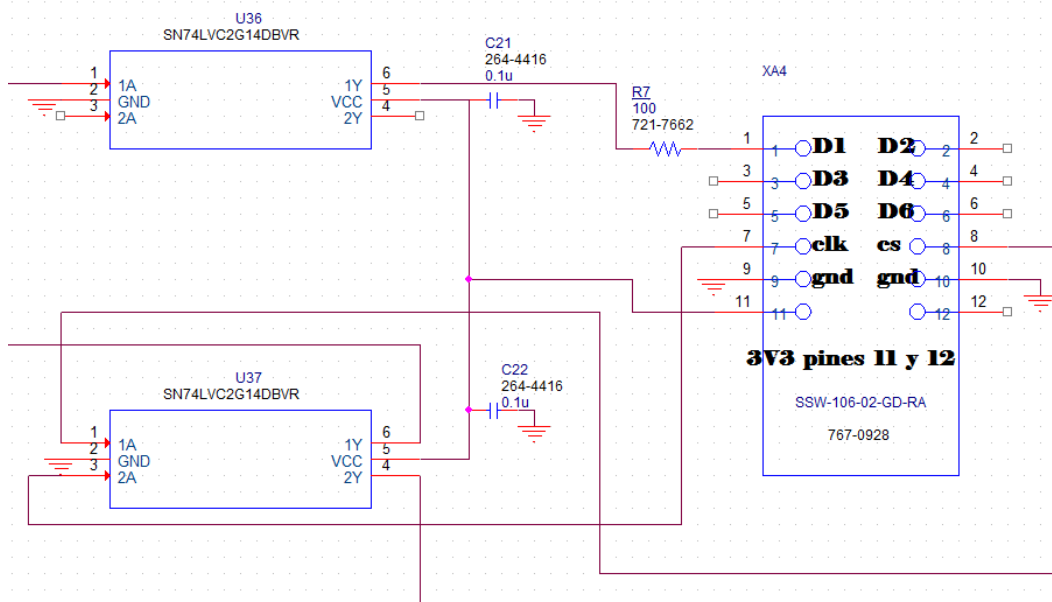 U36
SN74LVC2G14DBVR
1 1A 1Y 6
2 GND VCC 5
3 2A 2Y 4
C21
264-4416
0.1u
R7
100
721-7662
XA4
1 1 D1 D2 2 2
3 3 D3 D4 4 4
5 5 D5 D6 6 6
7 7 clk cs 8 8
9 9 gnd gnd 10 10
11 11 12 12
3V3 pines 11 y 12
SSW-106-02-GD-RA
767-0928
U37
SN74LVC2G14DBVR
1 1A 1Y 6
2 GND VCC 5
3 2A 2Y 4
C22
264-4416
0.1u